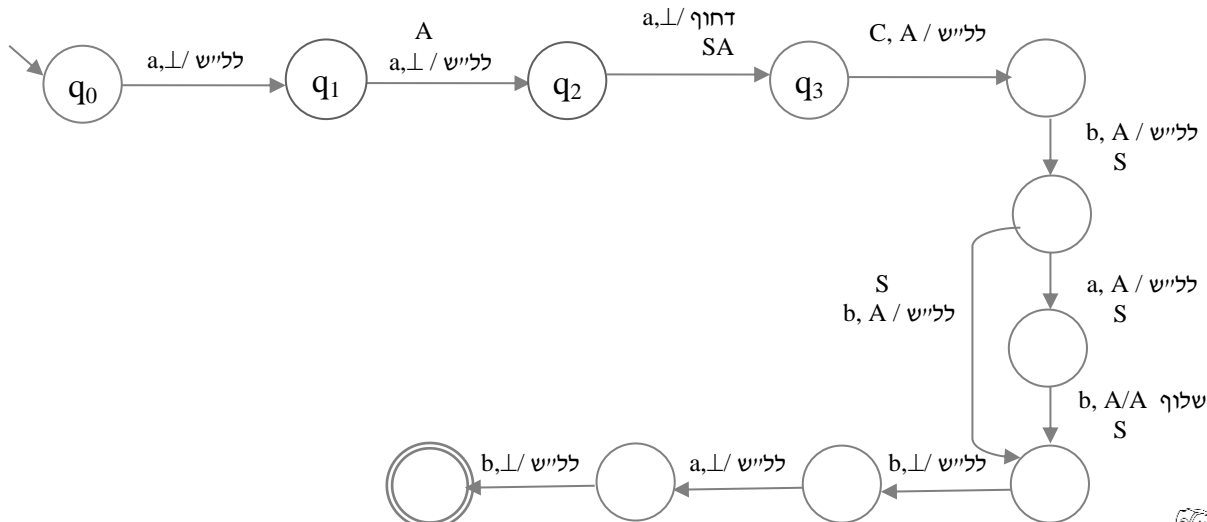 q0
a,⊥/ ללי״ש
q1
A
a,⊥ / ללי״ש
q2
a,⊥/ דחוף
SA
q3
C, A / ללי״ש
b, A / ללי״ש
S
S
b, A / ללי״ש
a, A / ללי״ש
S
b, A/A שלוף
S
b,⊥/ ללי״ש
a,⊥/ ללי״ש
b,⊥/ ללי״ש